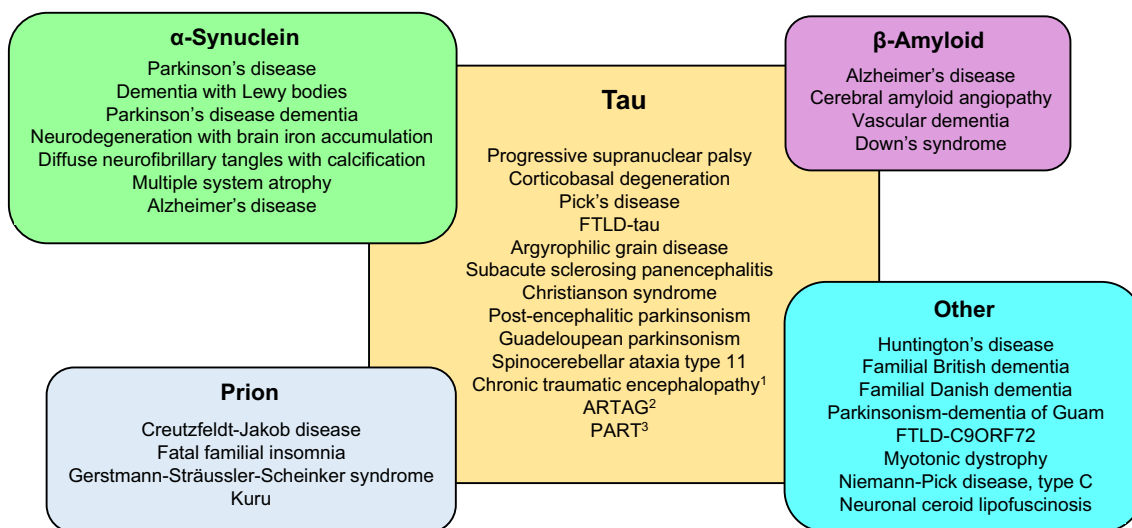 α-Synuclein
Parkinson’s disease
Dementia with Lewy bodies
Parkinson’s disease dementia
Neurodegeneration with brain iron accumulation
Diffuse neurofibrillary tangles with calcification
Multiple system atrophy
Alzheimer’s disease
β-Amyloid
Alzheimer’s disease
Cerebral amyloid angiopathy
Vascular dementia
Down’s syndrome
Tau
Progressive supranuclear palsy
Corticobasal degeneration
Pick’s disease
FTLD-tau
Argyrophilic grain disease
Subacute sclerosing panencephalitis
Christianson syndrome
Post-encephalitic parkinsonism
Guadeloupean parkinsonism
Spinocerebellar ataxia type 11
Chronic traumatic encephalopathy¹
ARTAG²
PART³
Prion
Creutzfeldt-Jakob disease
Fatal familial insomnia
Gerstmann-Sträussler-Scheinker syndrome
Kuru
Other
Huntington’s disease
Familial British dementia
Familial Danish dementia
Parkinsonism-dementia of Guam
FTLD-C9ORF72
Myotonic dystrophy
Niemann-Pick disease, type C
Neuronal ceroid lipofuscinosis